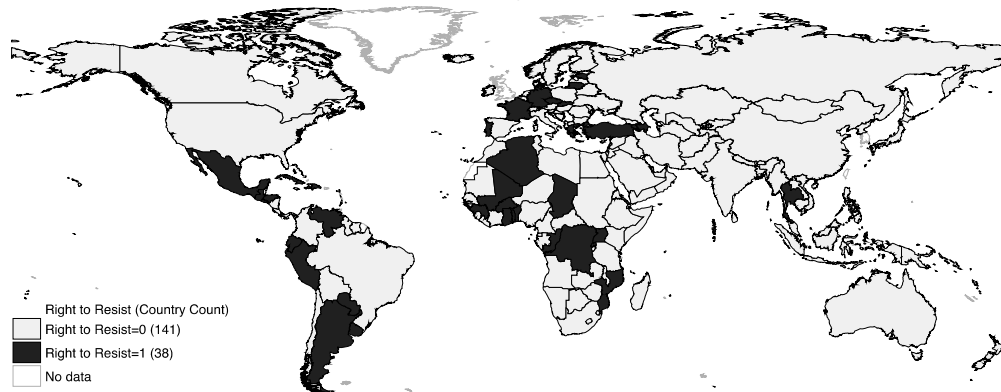 Right to Resist (Country Count)
Right to Resist=0 (141)
Right to Resist=1 (38)
No data